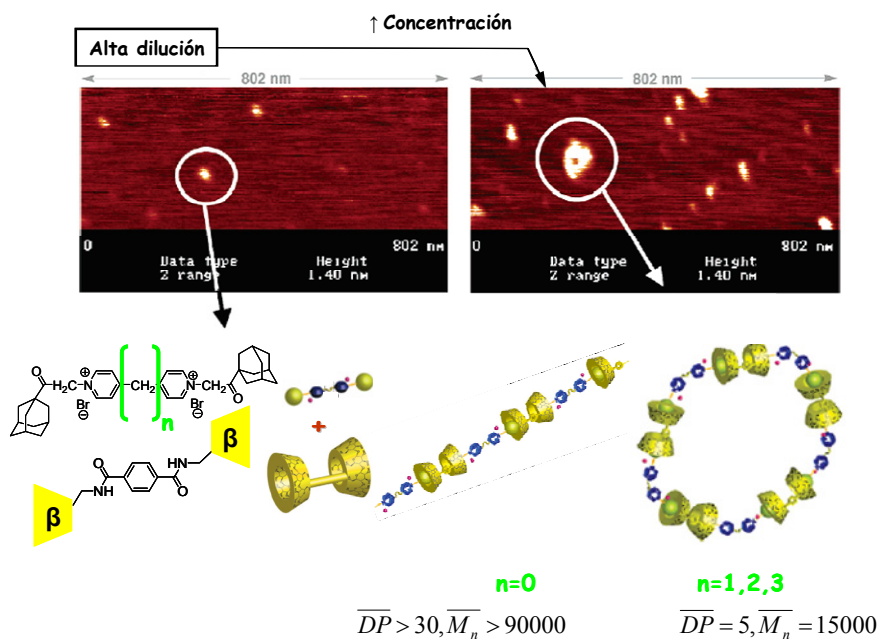 ↑ Concentración
Alta dilución
802 nm
802 nm
0
802 nm
Data type
Height
Z range
1.40 nm
0
802 nm
Data type
Height
Z range
1.40 nm
O
H₂C-N
+
CH₂
N-CH₂
+
O
Br
⊖
n
Br
⊖
β
O
HN
NH
O
β
+
n=0
n=1,2,3
DP > 30, Mₙ > 90000
DP = 5, Mₙ = 15000